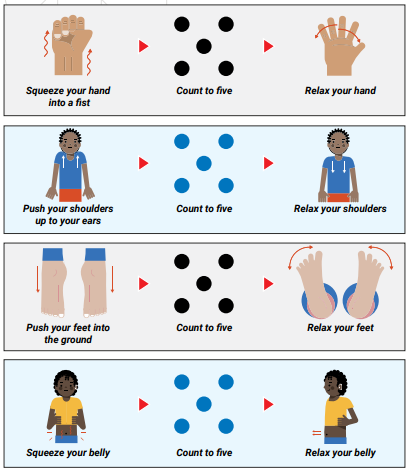 Squeeze your hand
into a fist
Count to five
Relax your hand
Push your shoulders
up to your ears
Count to five
Relax your shoulders
Push your feet into
the ground
Count to five
Relax your feet
Squeeze your belly
Count to five
Relax your belly